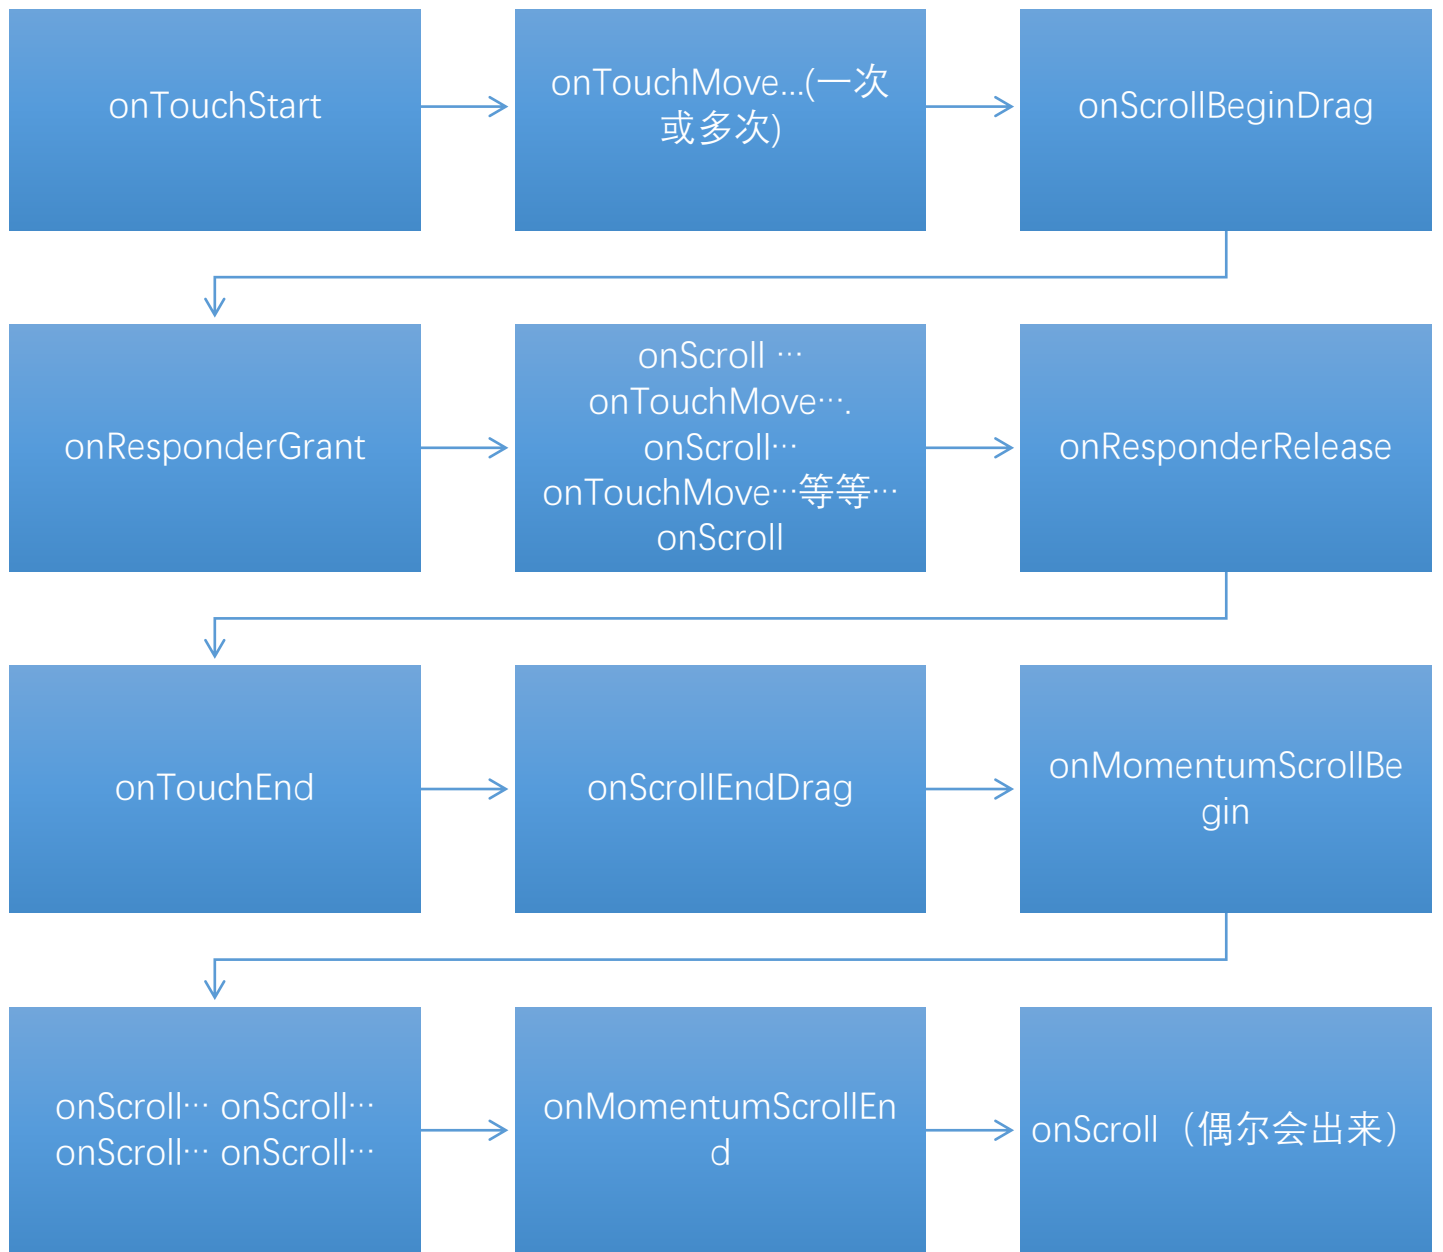 onTouchStart
onTouchMove...(一次
或多次)
onScrollBeginDrag
onResponderGrant
onScroll …
onTouchMove….
onScroll…
onTouchMove…等等…
onScroll
onResponderRelease
onTouchEnd
onScrollEndDrag
onMomentumScrollBe
gin
onScroll… onScroll…
onScroll… onScroll…
onMomentumScrollEn
d
onScroll（偶尔会出来）